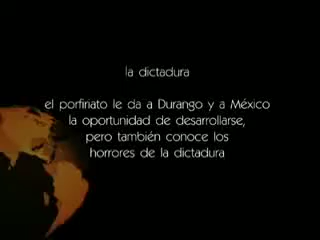 la dictadura
el porfiriato le da a Durango y a México
la oportunidad de desarrollarse,
pero también conoce los
horrores de la dictadura